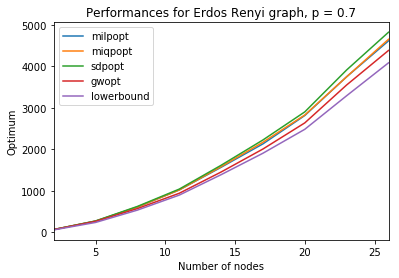 Performances for Erdos Renyi graph, p = 0.7
5000
4000
3000
2000
1000
0
Optimum
milpopt
miqpopt
sdpopt
gwopt
lowerbound
5
10
15
20
25
Number of nodes